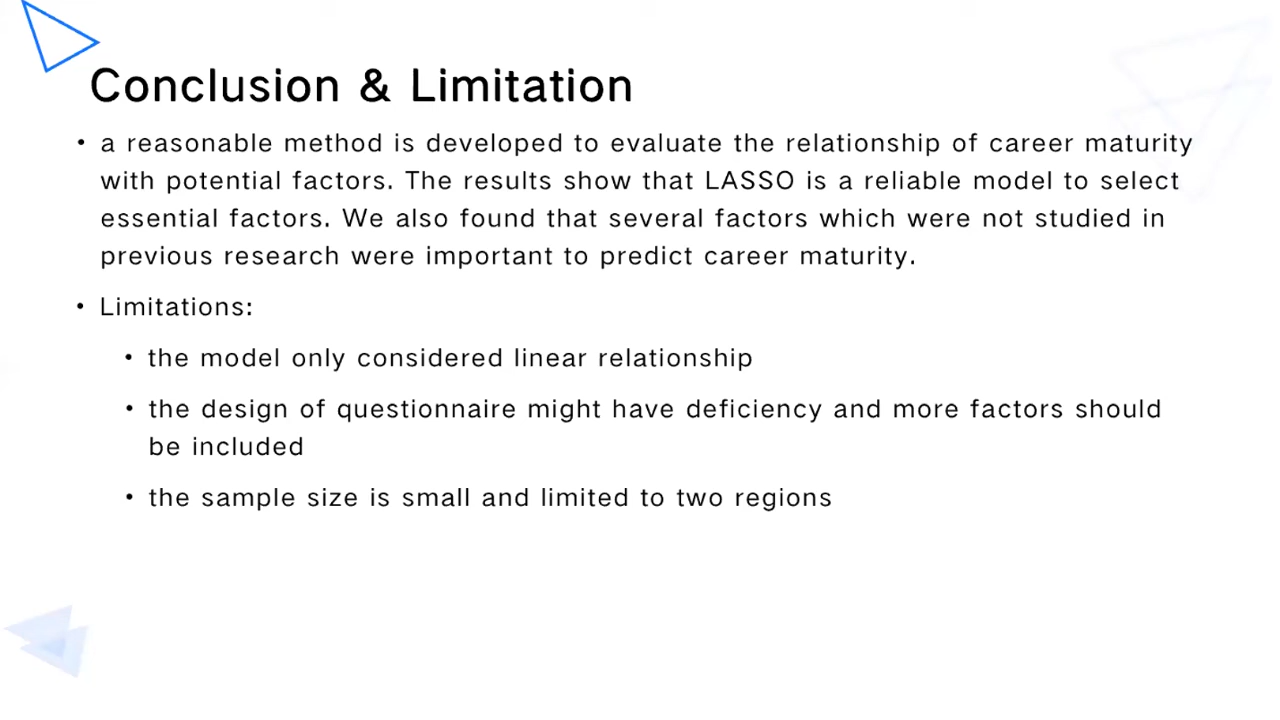 Conclusion & Limitation
• a reasonable method is developed to evaluate the relationship of career maturity
with potential factors. The results show that LASSO is a reliable model to select
essential factors. We also found that several factors which were not studied in
previous research were important to predict career maturity.
• Limitations:
• the model only considered linear relationship
• the design of questionnaire might have deficiency and more factors should
be included
• the sample size is small and limited to two regions